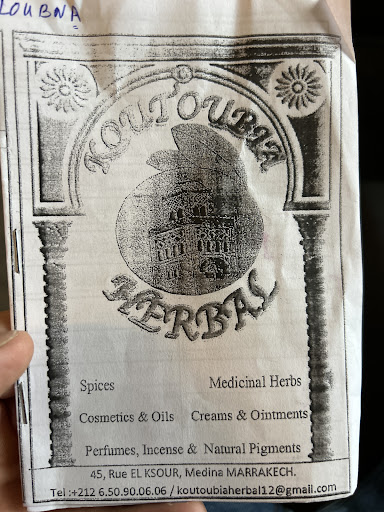 LOUBNA
KOUTOUBIA
HERBAL
Spices Medicinal Herbs
Cosmetics & Oils Creams & Ointments
Perfumes, Incense & Natural Pigments
45, Rue EL KSOUR, Medina MARRAKECH.
Tel :+212 6.50.90.06.06 / koutoubiaherbal12@gmail.com